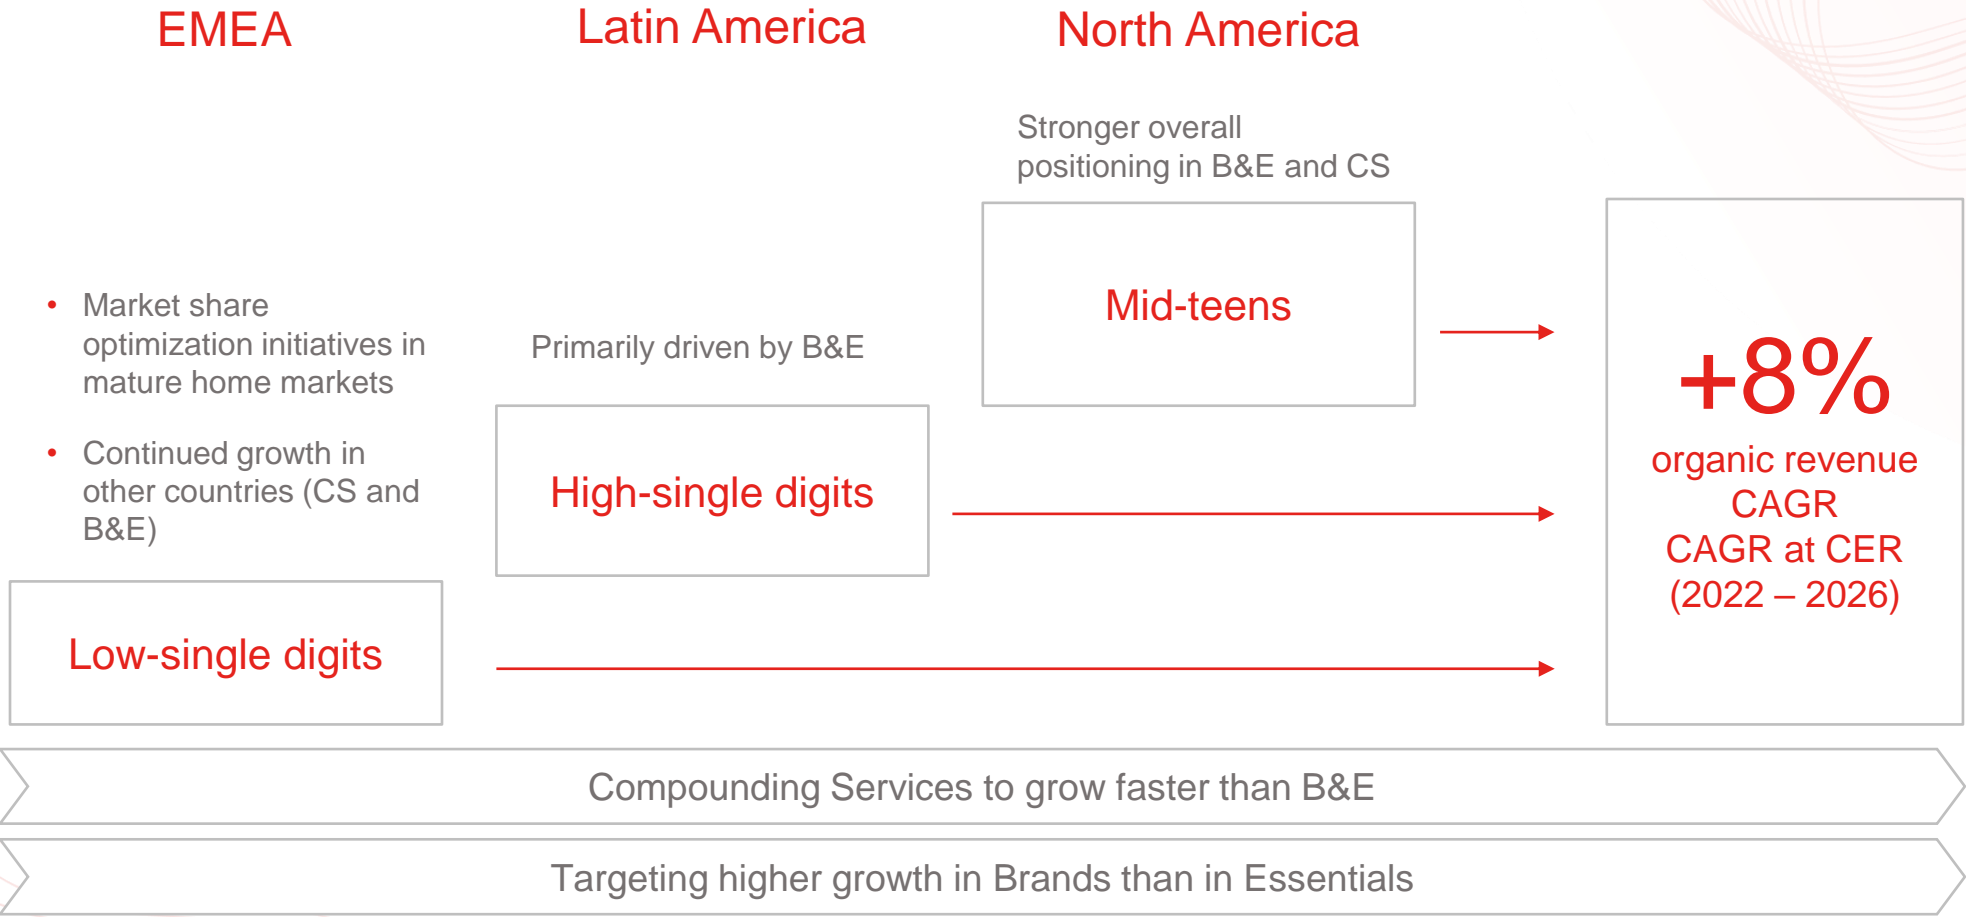 EMEA
Latin America
North America
Stronger overall
positioning in B&E and CS
Mid-teens
• Market share
optimization initiatives in
mature home markets
• Continued growth in
other countries (CS and
B&E)
Primarily driven by B&E
High-single digits
Low-single digits
+8%
organic revenue
CAGR
CAGR at CER
(2022 – 2026)
Compounding Services to grow faster than B&E
Targeting higher growth in Brands than in Essentials